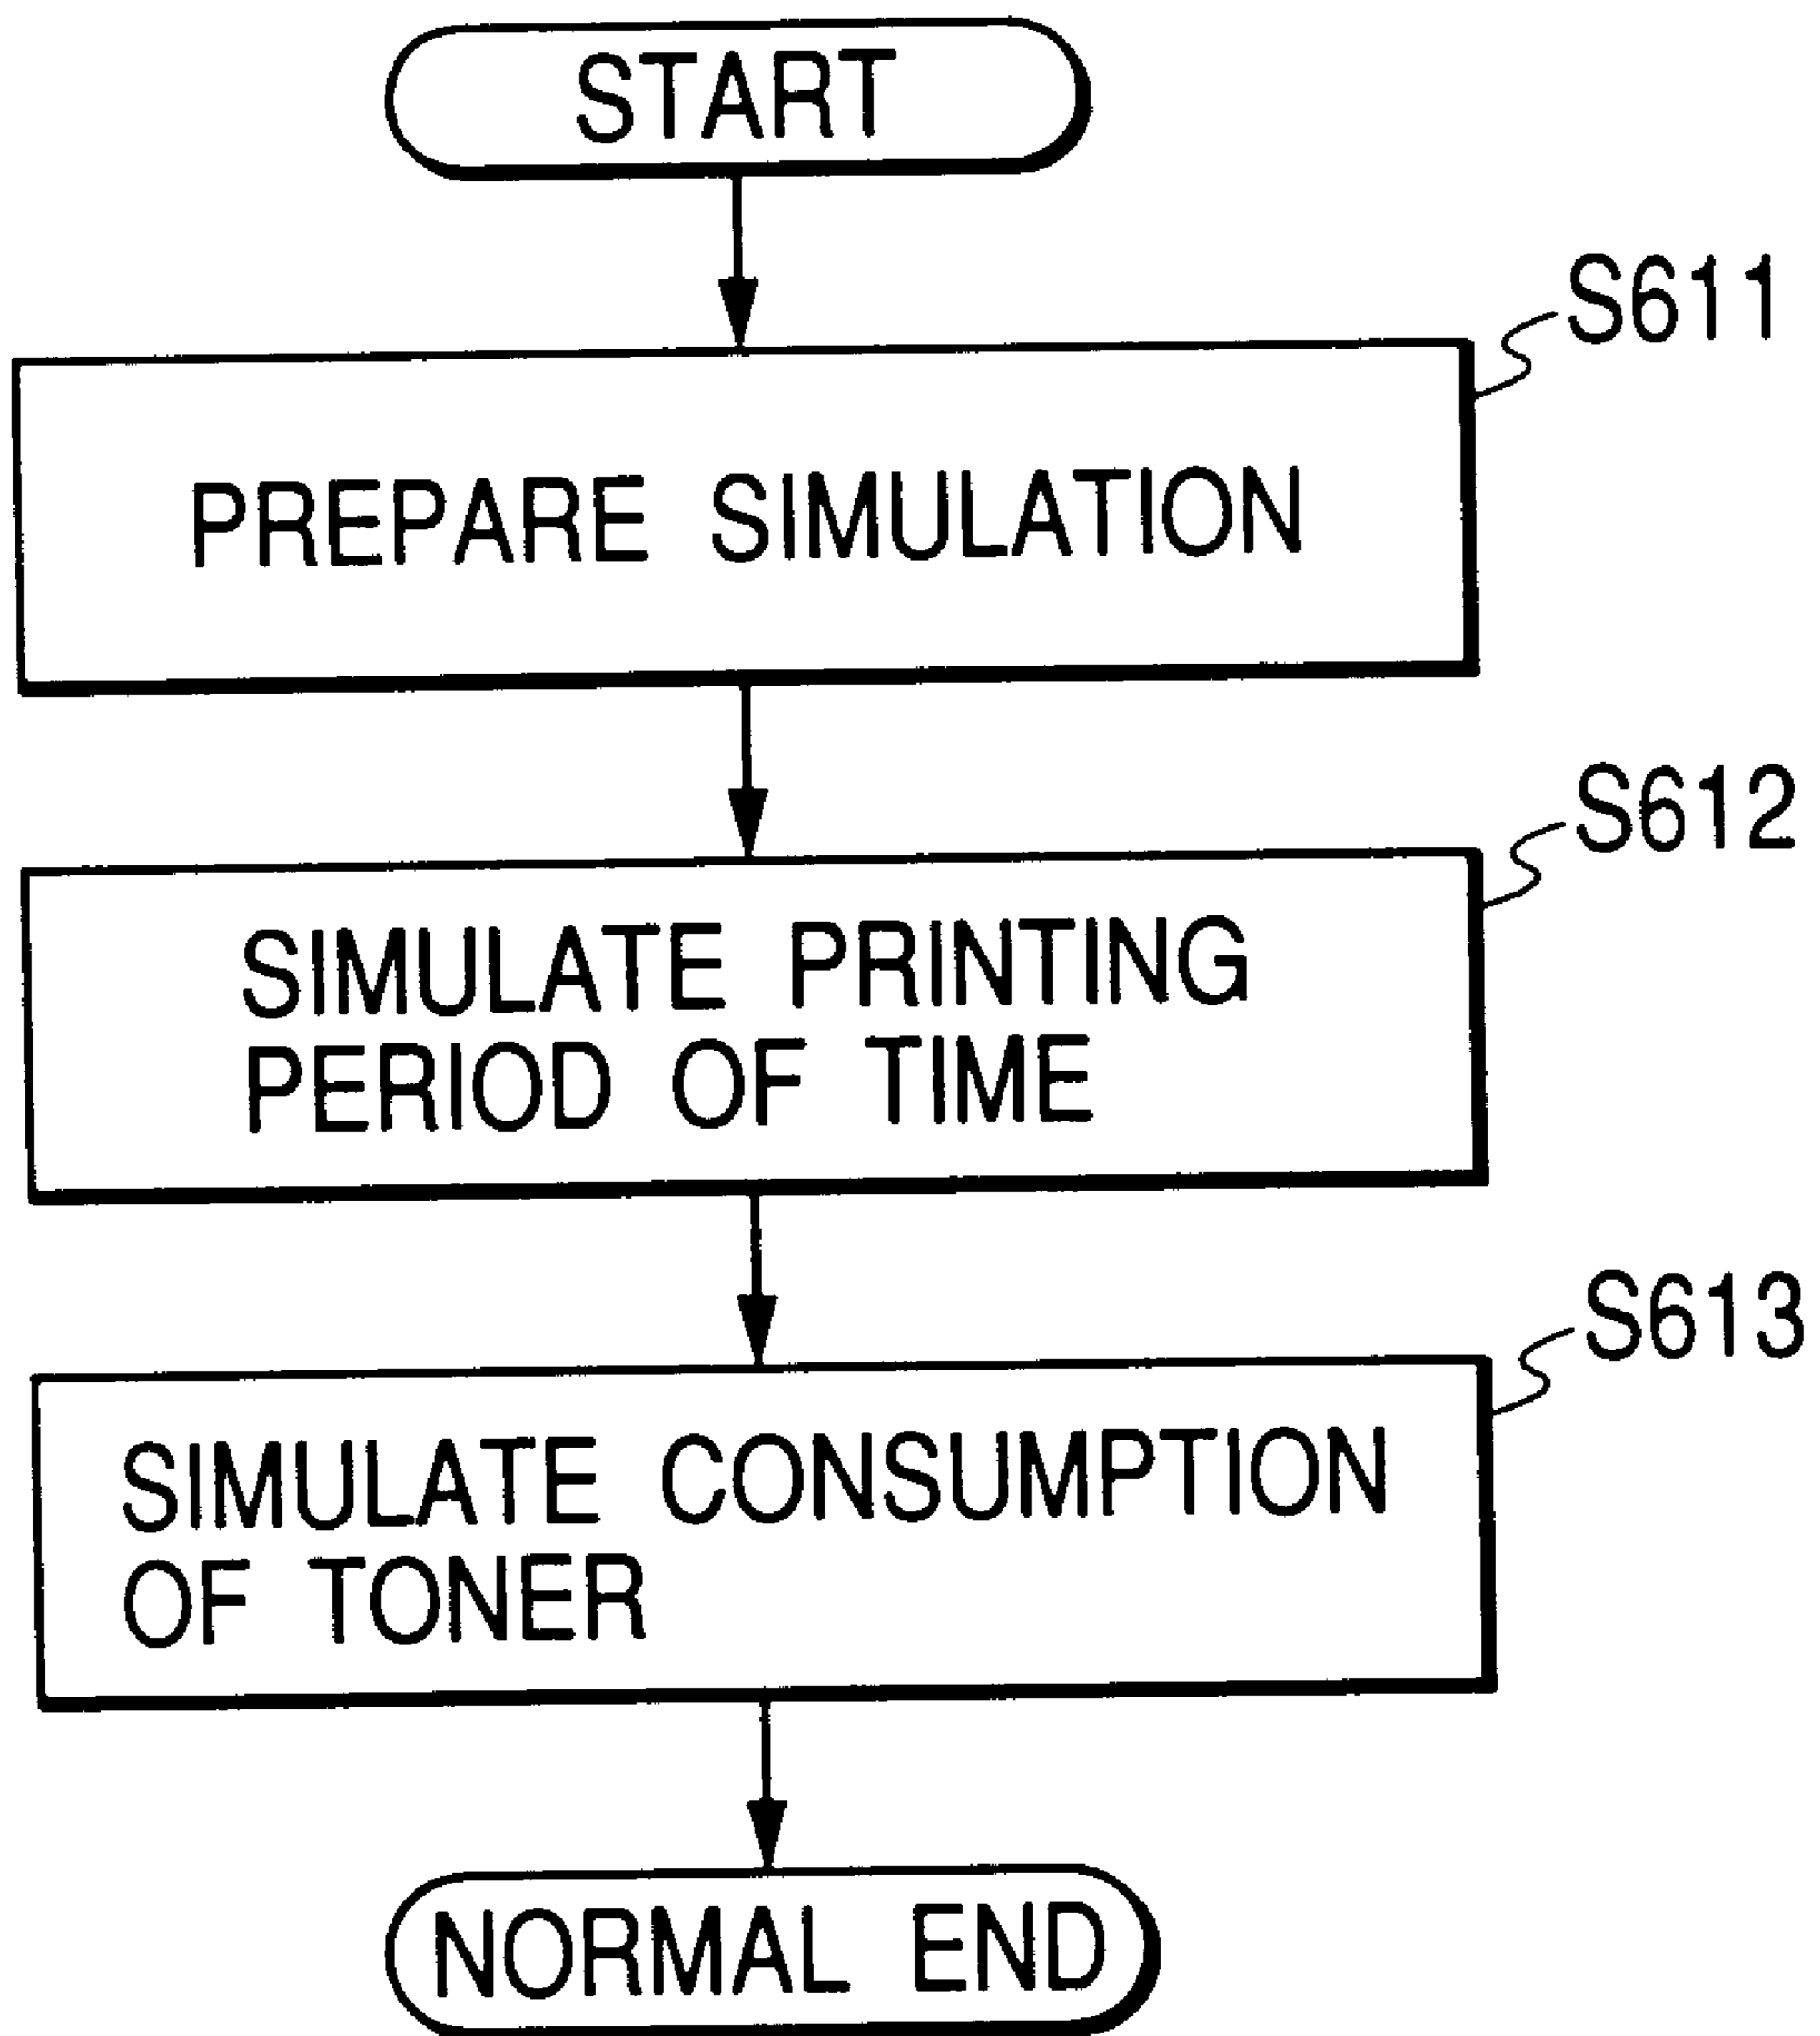 START
S611
PREPARE SIMULATION
S612
SIMULATE PRINTING
PERIOD OF TIME
S613
SIMULATE CONSUMPTION
OF TONER
NORMAL END